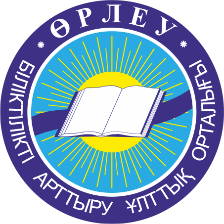 ӨРЛЕУ
БІЛІКТІЛІКТІ АРТТЫРУ ҰЛТТЫҚ ОРТАЛЫҒЫ